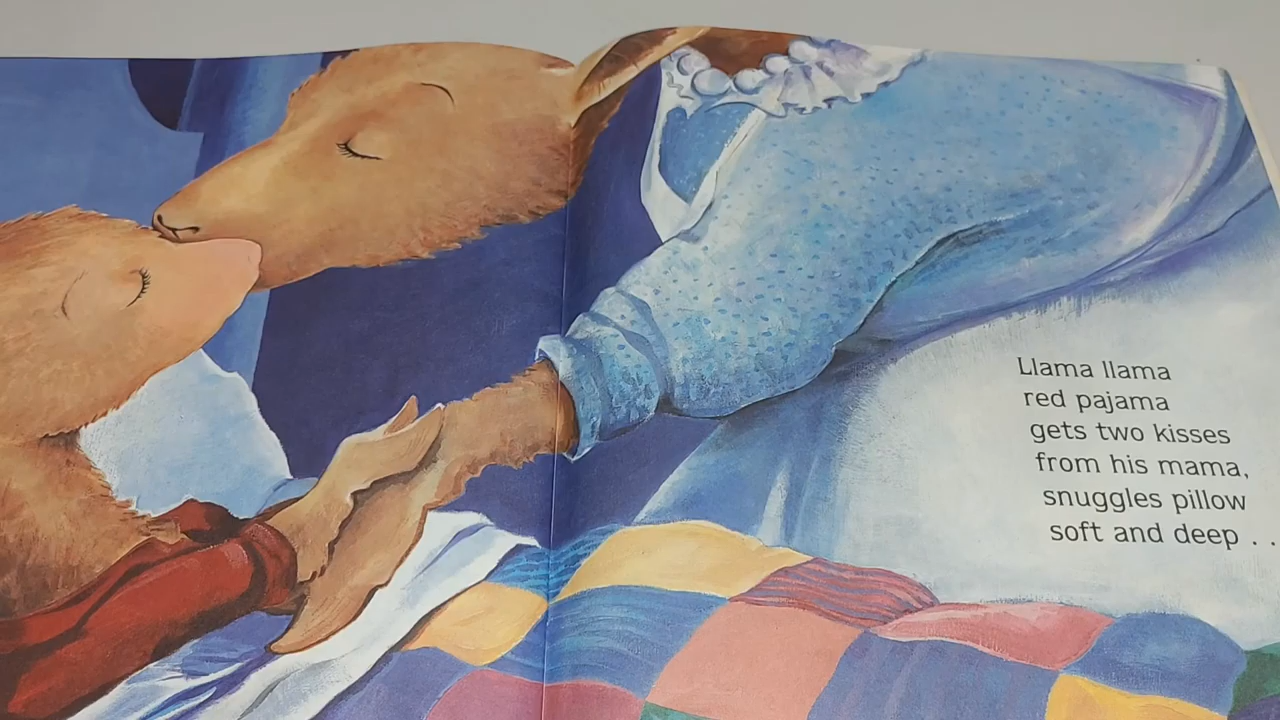 Llama llama
red pajama
gets two kisses
from his mama,
snuggles pillow
soft and deep . .